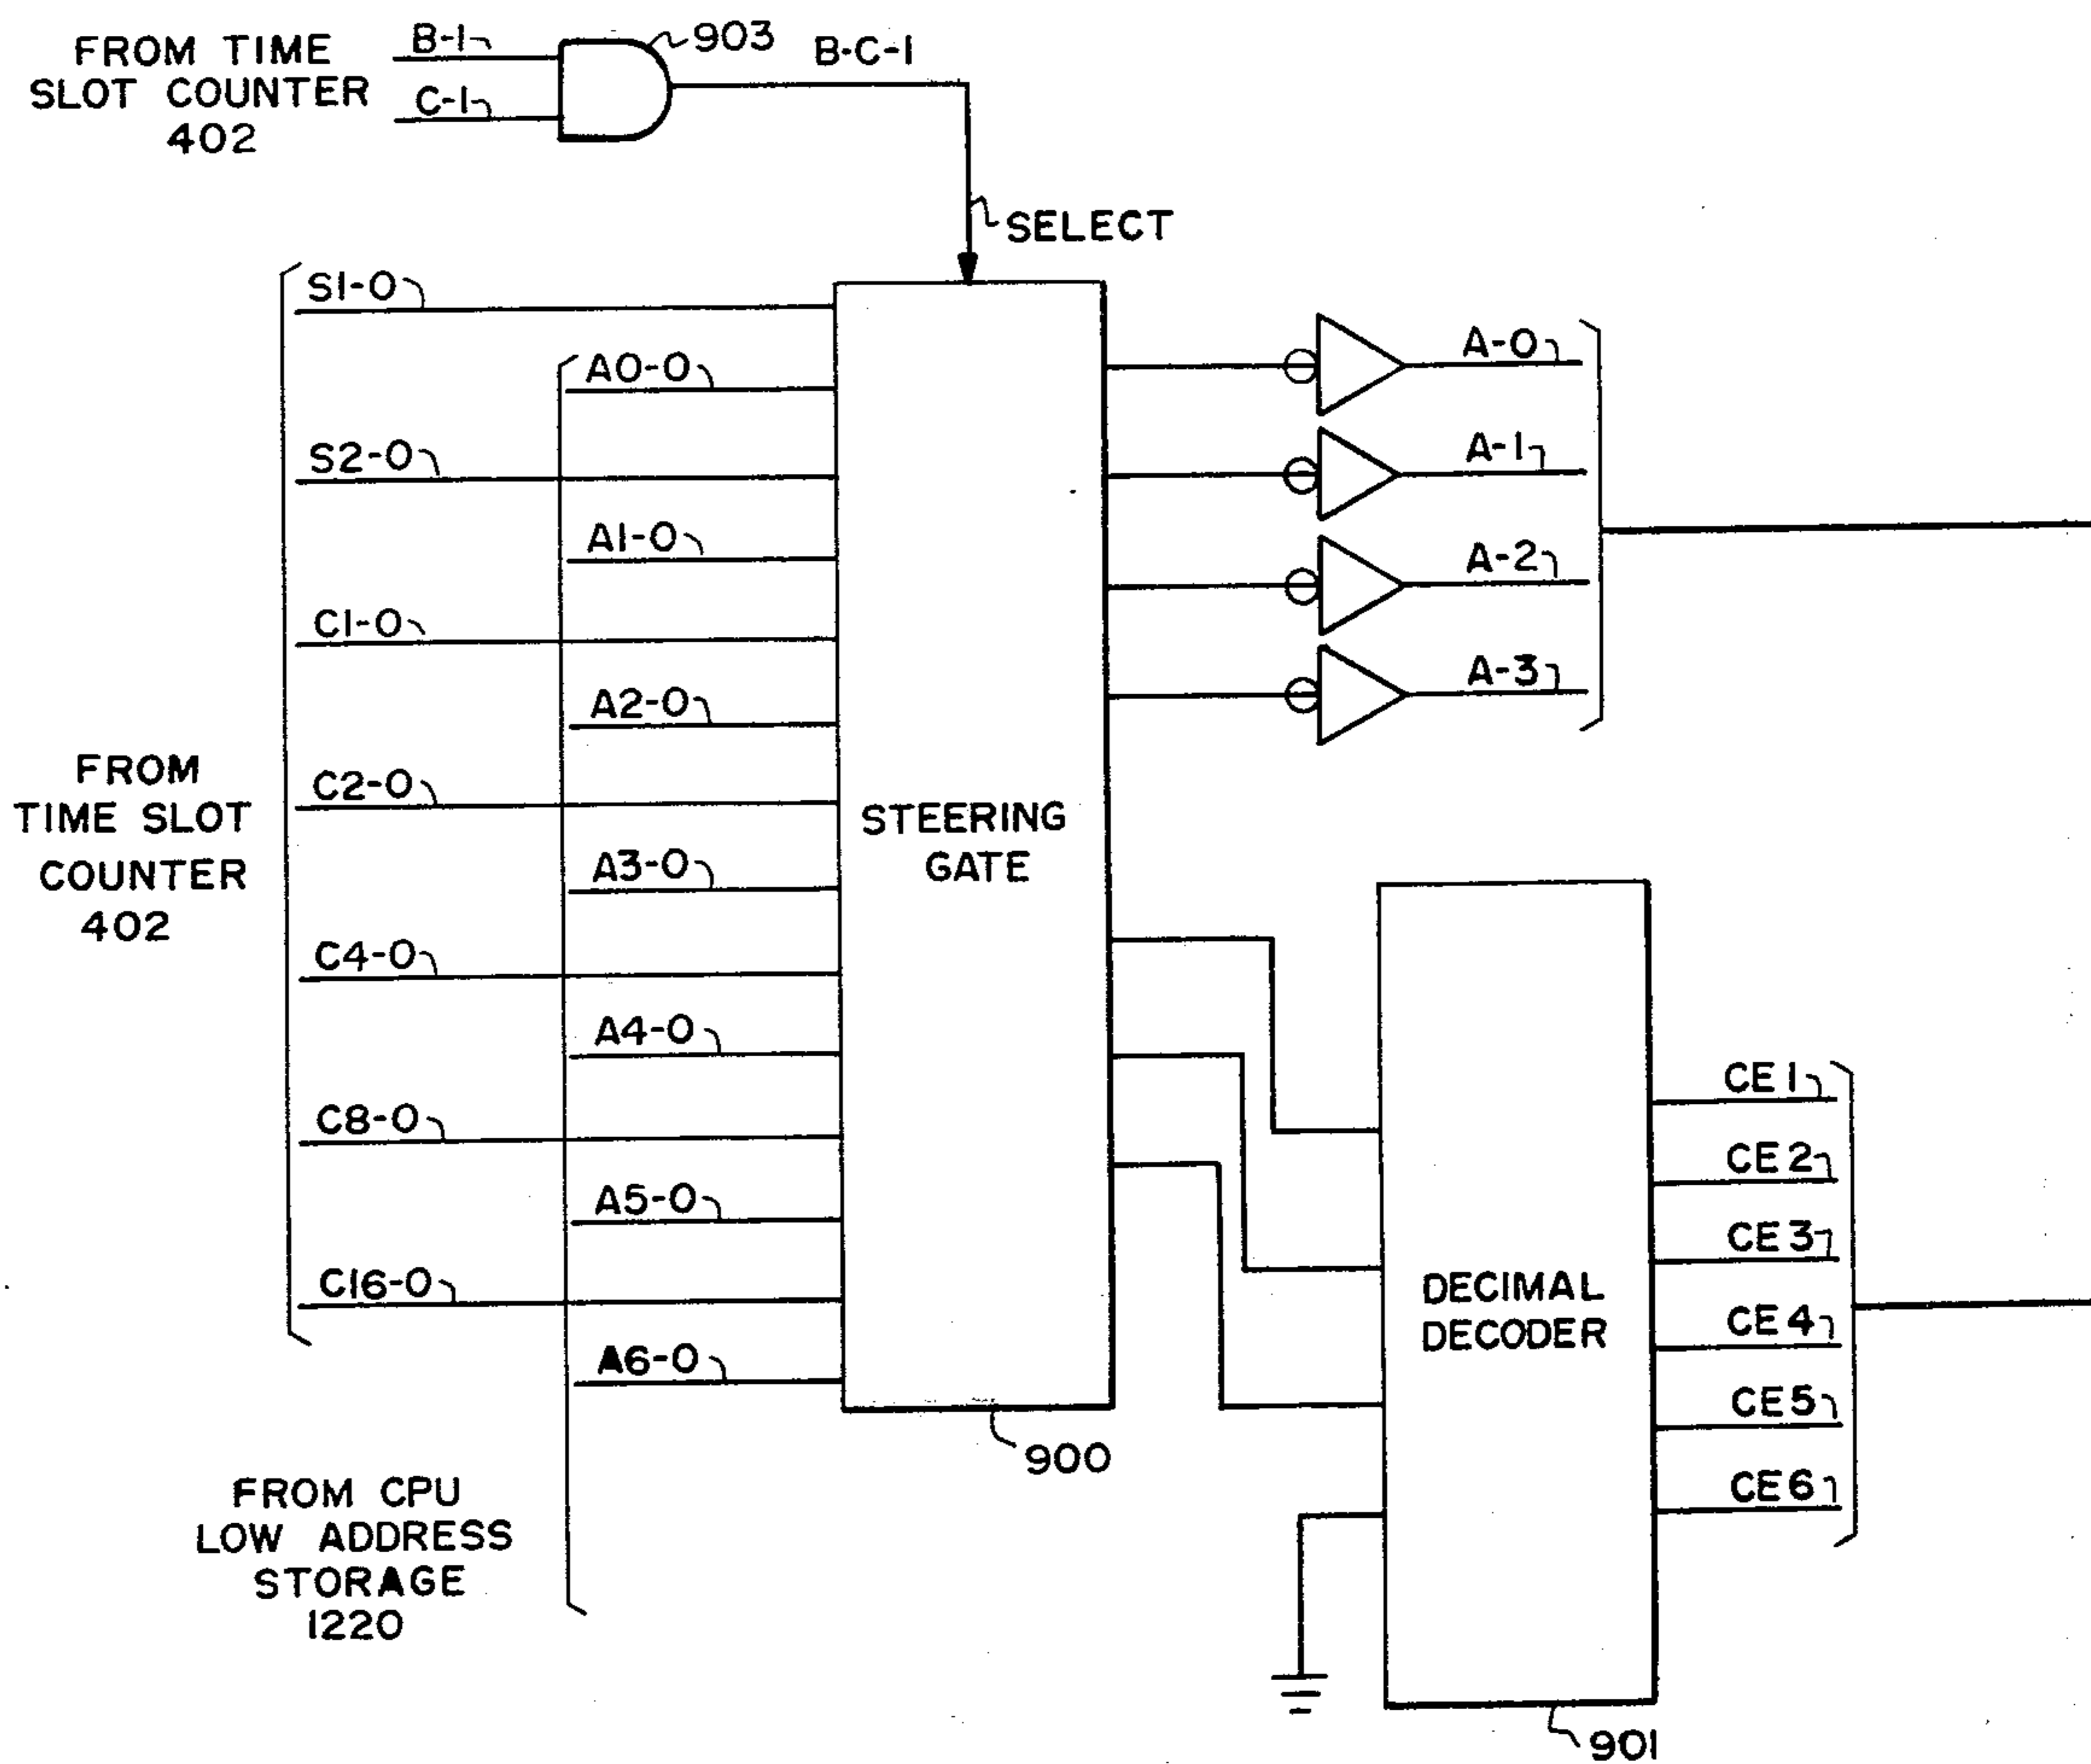 FROM TIME
SLOT COUNTER
402
B-1
C-1
903
B-C-1
SELECT
S1-0
A0-0
S2-0
A1-0
C1-0
A2-0
C2-0
A3-0
C4-0
A4-0
C8-0
A5-0
C16-0
A6-0
FROM
TIME SLOT
COUNTER
402
FROM CPU
LOW ADDRESS
STORAGE
1220
STEERING
GATE
900
A-0
A-1
A-2
A-3
DECIMAL
DECODER
901
CE1
CE2
CE3
CE4
CE5
CE6